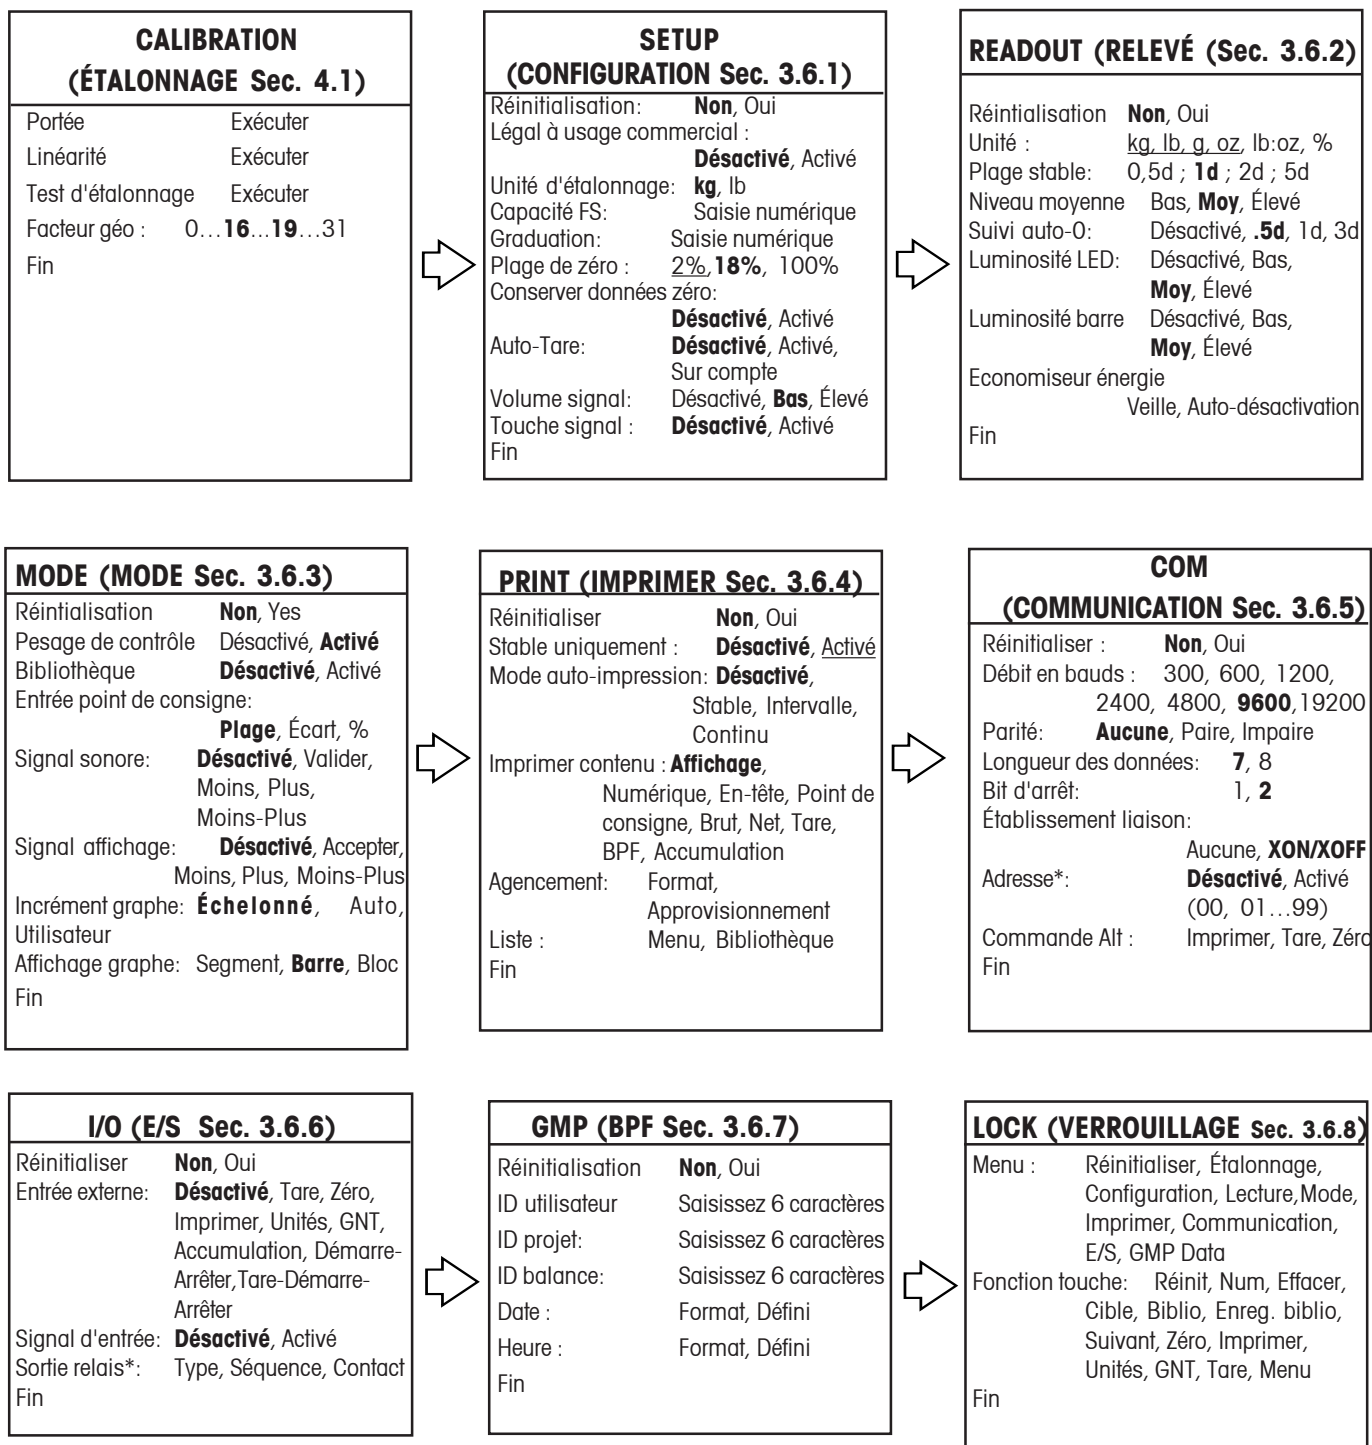 CALIBRATION
(ÉTALONNAGE Sec. 4.1)
Portée Exécuter
Linéarité Exécuter
Test d'étalonnage Exécuter
Facteur géo : 0…16…19…31
Fin
SETUP
(CONFIGURATION Sec. 3.6.1)
Réinitialisation: Non, Oui
Légal à usage commercial :
Désactivé, Activé
Unité d'étalonnage: kg, lb
Capacité FS: Saisie numérique
Graduation: Saisie numérique
Plage de zéro : 2%,18%, 100%
Conserver données zéro:
Désactivé, Activé
Auto-Tare: Désactivé, Activé,
Sur compte
Volume signal: Désactivé, Bas, Élevé
Touche signal : Désactivé, Activé
Fin
READOUT (RELEVÉ (Sec. 3.6.2)
Réintialisation Non, Oui
Unité : kg, lb, g, oz, lb:oz, %
Plage stable: 0,5d ; 1d ; 2d ; 5d
Niveau moyenne Bas, Moy, Élevé
Suivi auto-0: Désactivé, .5d, 1d, 3d
Luminosité LED: Désactivé, Bas,
Moy, Élevé
Luminosité barre Désactivé, Bas,
Moy, Élevé
Economiseur énergie
Veille, Auto-désactivation
Fin
MODE (MODE Sec. 3.6.3)
Réintialisation Non, Yes
Pesage de contrôle Désactivé, Activé
Bibliothèque Désactivé, Activé
Entrée point de consigne:
Plage, Écart, %
Signal sonore: Désactivé, Valider,
Moins, Plus,
Moins-Plus
Signal affichage: Désactivé, Accepter,
Moins, Plus, Moins-Plus
Incrément graphe: Échelonné, Auto,
Utilisateur
Affichage graphe: Segment, Barre, Bloc
Fin
PRINT (IMPRIMER Sec. 3.6.4)
Réinitialiser Non, Oui
Stable uniquement : Désactivé, Activé
Mode auto-impression: Désactivé,
Stable, Intervalle,
Continu
Imprimer contenu : Affichage,
Numérique, En-tête, Point de
consigne, Brut, Net, Tare,
BPF, Accumulation
Agencement: Format,
Approvisionnement
Liste : Menu, Bibliothèque
Fin
COM
(COMMUNICATION Sec. 3.6.5)
Réinitialiser : Non, Oui
Débit en bauds : 300, 600, 1200,
2400, 4800, 9600,19200
Parité: Aucune, Paire, Impaire
Longueur des données: 7, 8
Bit d'arrêt: 1, 2
Établissement liaison:
Aucune, XON/XOFF
Adresse*: Désactivé, Activé
(00, 01…99)
Commande Alt : Imprimer, Tare, Zéro
Fin
I/O (E/S Sec. 3.6.6)
Réinitialiser Non, Oui
Entrée externe: Désactivé, Tare, Zéro,
Imprimer, Unités, GNT,
Accumulation, Démarre-
Arrêter,Tare-Démarre-
Arrêter
Signal d'entrée: Désactivé, Activé
Sortie relais*: Type, Séquence, Contact
Fin
GMP (BPF Sec. 3.6.7)
Réinitialisation Non, Oui
ID utilisateur Saisissez 6 caractères
ID projet: Saisissez 6 caractères
ID balance: Saisissez 6 caractères
Date : Format, Défini
Heure : Format, Défini
Fin
LOCK (VERROUILLAGE Sec. 3.6.8)
Menu : Réinitialiser, Étalonnage,
Configuration, Lecture,Mode,
Imprimer, Communication,
E/S, GMP Data
Fonction touche: Réinit, Num, Effacer,
Cible, Biblio, Enreg. biblio,
Suivant, Zéro, Imprimer,
Unités, GNT, Tare, Menu
Fin